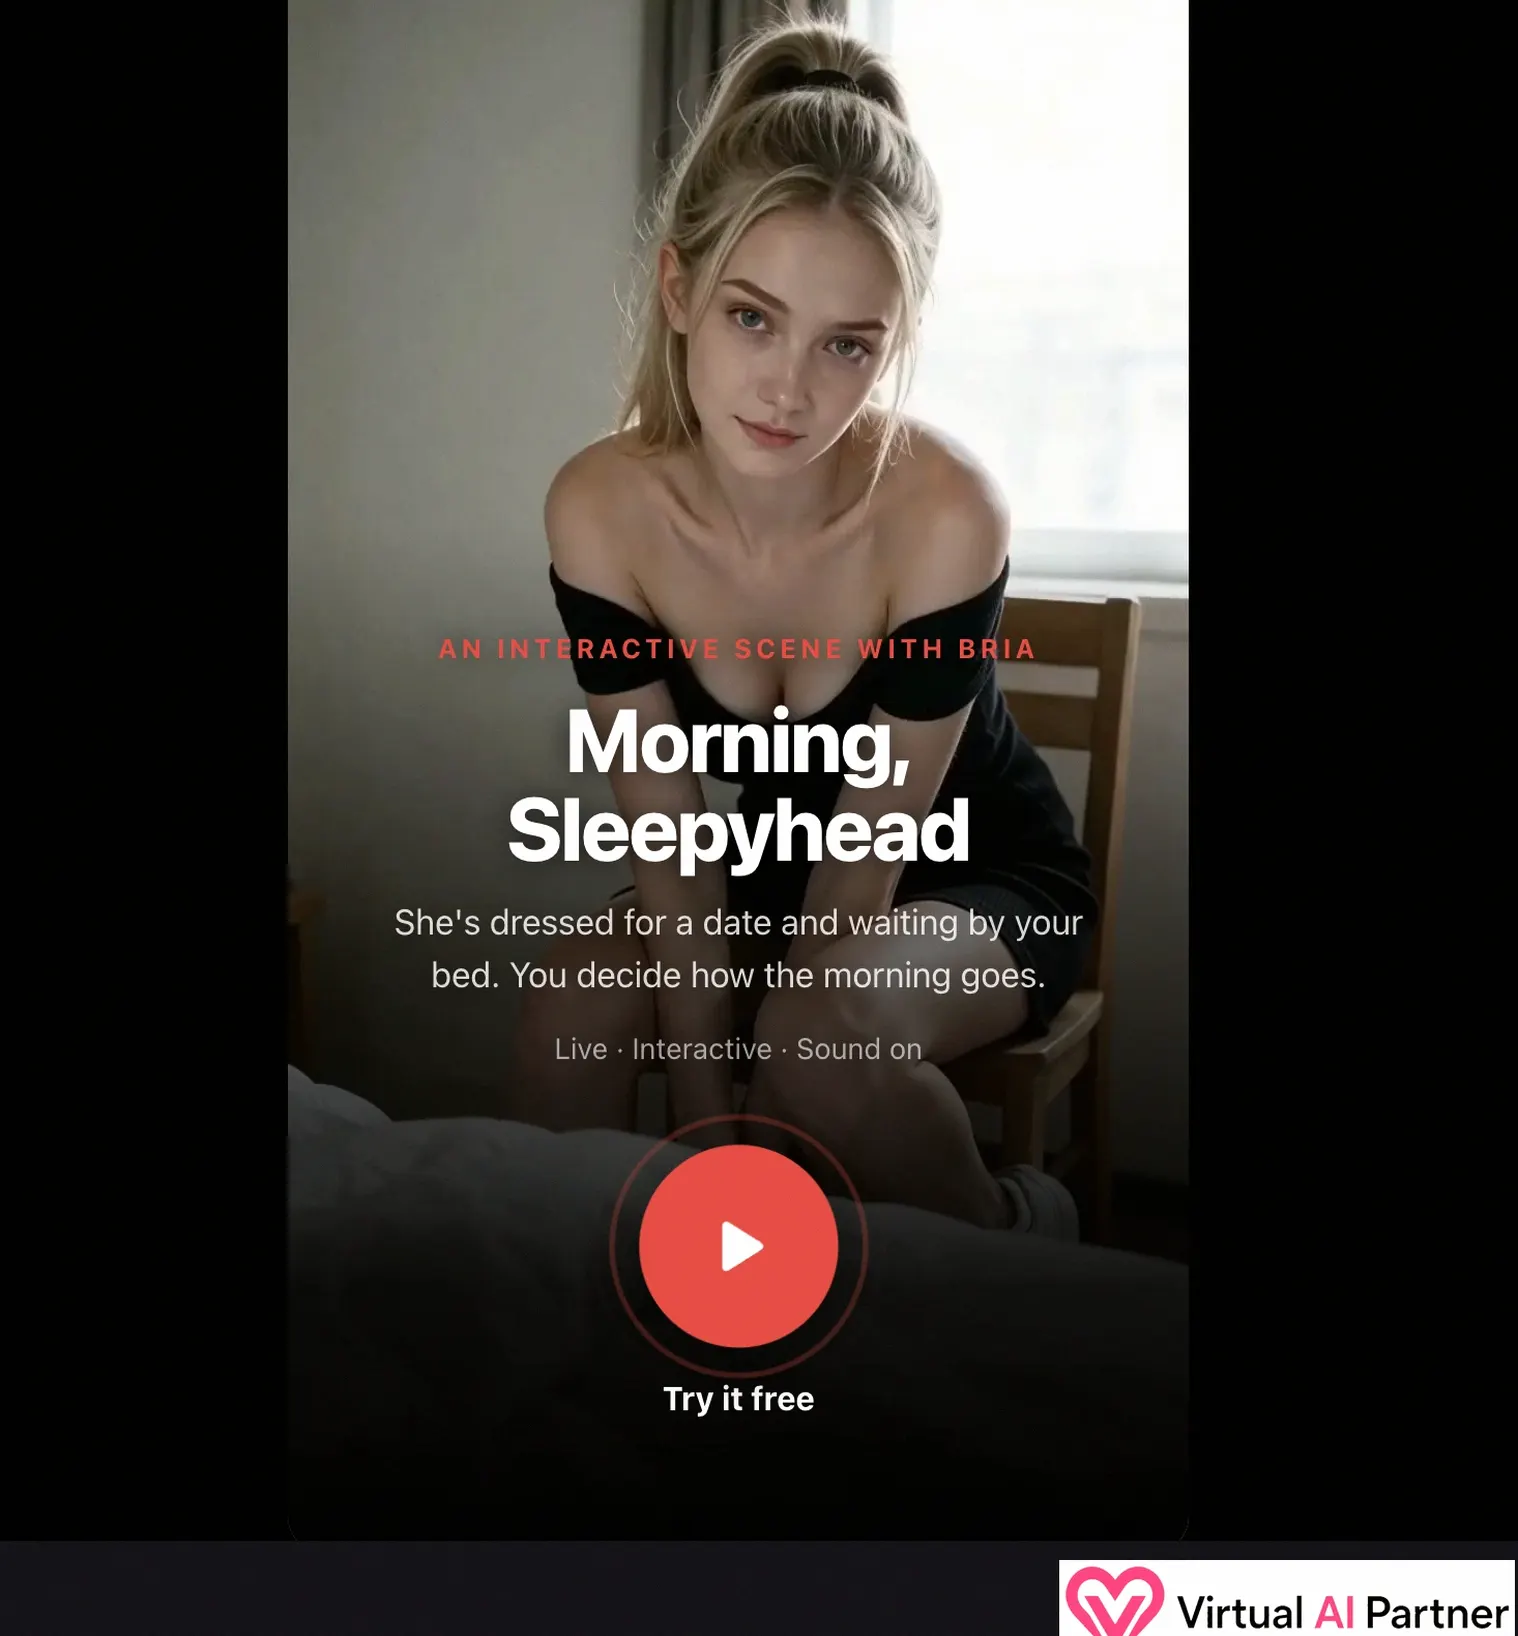 AN INTERACTIVE SCENE WITH BRIA
Morning,
Sleepyhead
She's dressed for a date and waiting by your
bed. You decide how the morning goes.
Live · Interactive · Sound on
Try it free
Virtual AI Partner